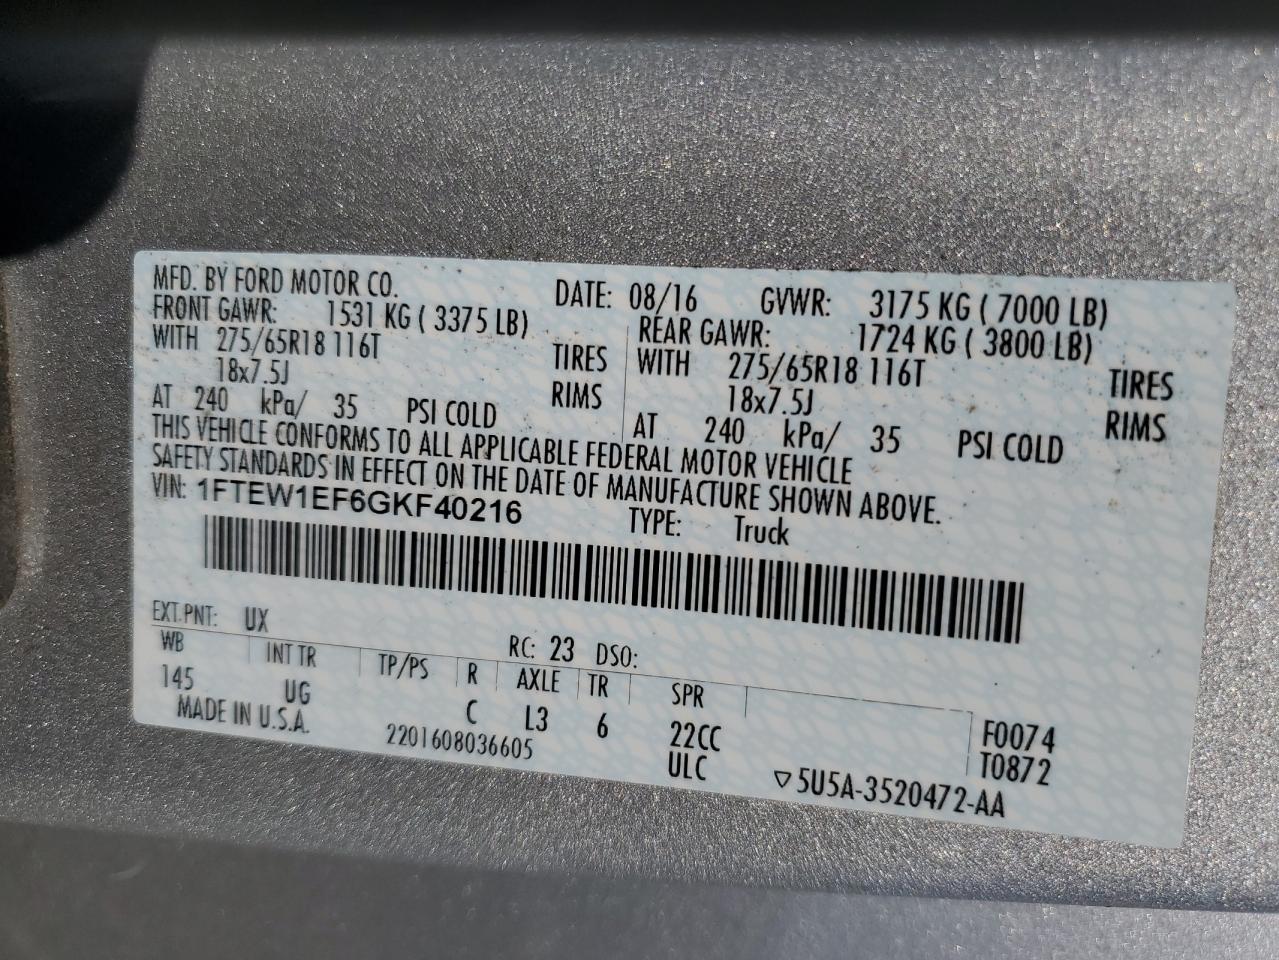 MFD. BY FORD MOTOR CO. DATE: 08/16 GVWR: 3175 KG ( 7000 LB)
FRONT GAWR: 1531 KG ( 3375 LB) REAR GAWR: 1724 KG ( 3800 LB)
WITH 275/65R18 116T TIRES WITH 275/65R18 116T TIRES
18x7.5J RIMS 18x7.5J RIMS
AT 240 kPa/ 35 PSI COLD AT 240 kPa/ 35 PSI COLD
THIS VEHICLE CONFORMS TO ALL APPLICABLE FEDERAL MOTOR VEHICLE
SAFETY STANDARDS IN EFFECT ON THE DATE OF MANUFACTURE SHOWN ABOVE.
VIN: 1FTEW1EF6GKF40216 TYPE: Truck
EXT PNT: UX RC: 23 DSO:
WB INT TR TP/PS R AXLE TR SPR
145 UG C L3 6 22CC F0074
ULC T0872
MADE IN U.S.A. 2201608036605 ▽5U5A-3520472-AA